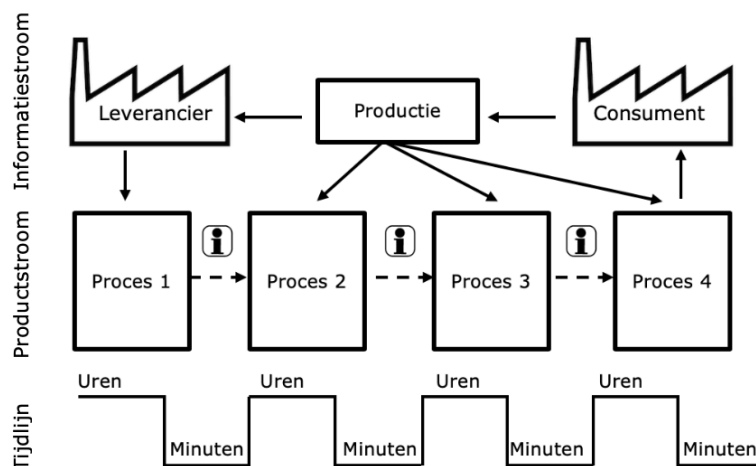 Informatiestroom
Leverancier
Productie
Consument
Productstroom
Proces 1
i
Proces 2
i
Proces 3
i
Proces 4
Tijdlijn
Uren
Minuten
Uren
Minuten
Uren
Minuten
Uren
Minuten